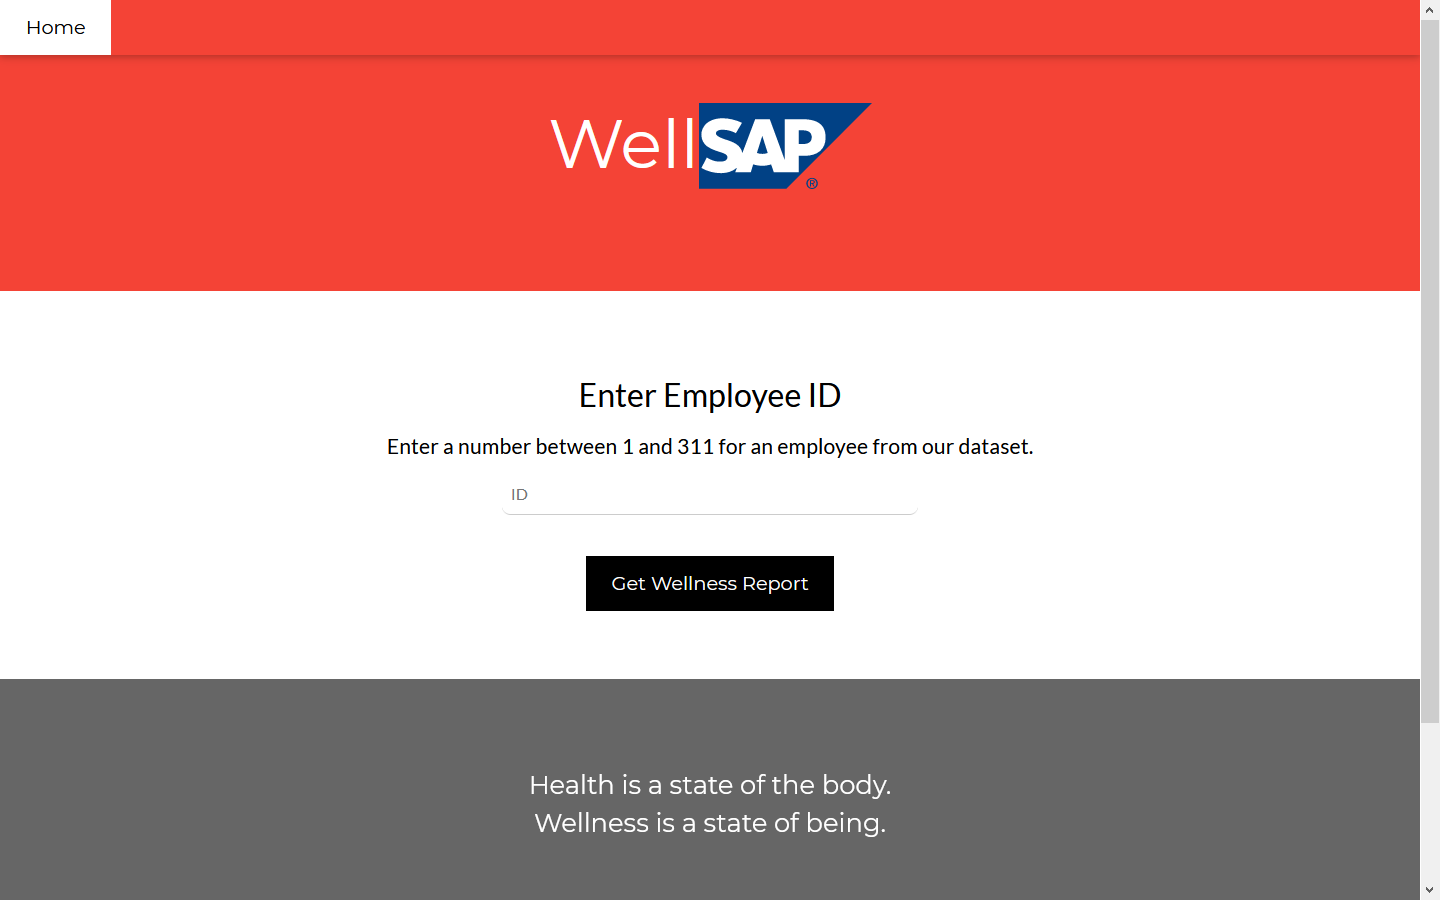 Home
WellSAP®
Enter Employee ID
Enter a number between 1 and 311 for an employee from our dataset.
ID
Get Wellness Report
Health is a state of the body.
Wellness is a state of being.